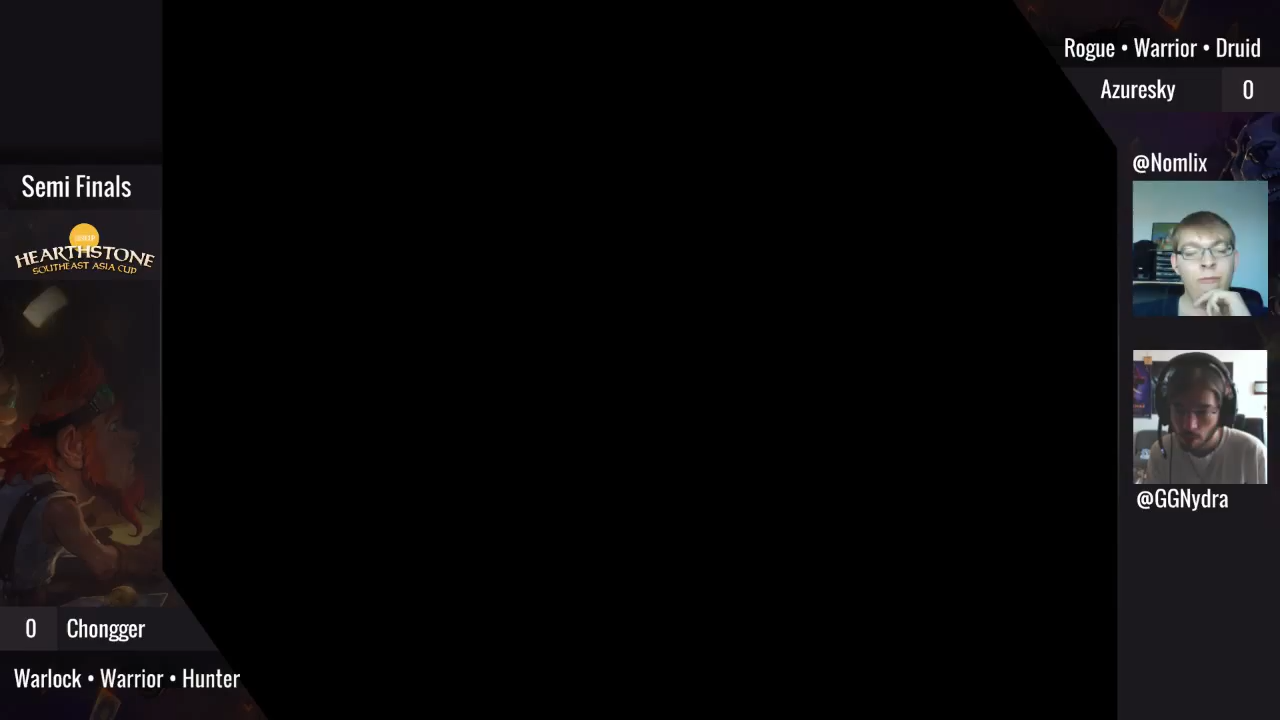 Rogue • Warrior • Druid
Azuresky 0
@Nomlix
Semi Finals
HEARTHSTONE
SOUTHEAST ASIA CUP
@GGNydra
0 Chongger
Warlock • Warrior • Hunter